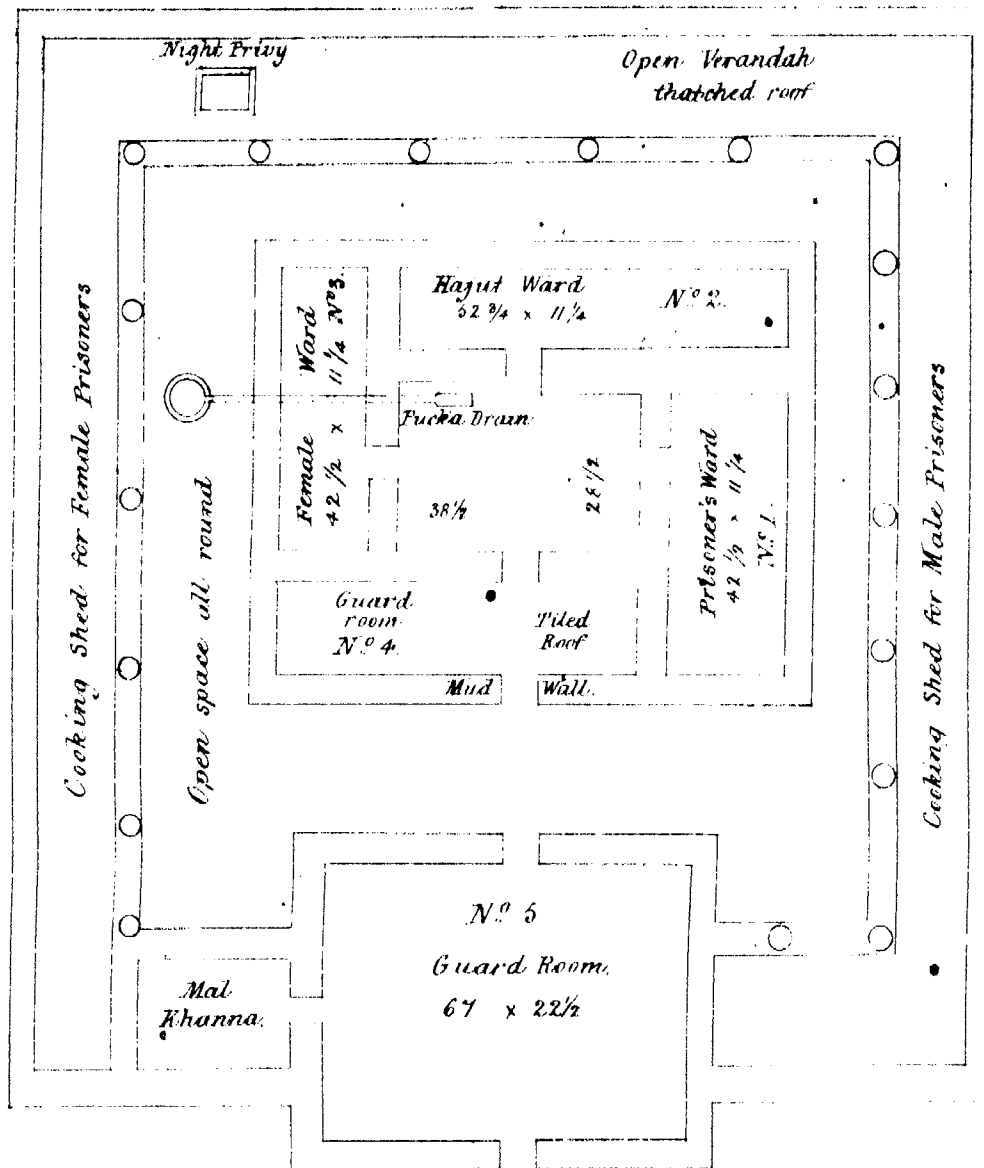 Night Privy
Open Verandah
thatched roof
Cooking Shed for Female Prisoners
Open space all round
Female Ward
42 1/2 x 11 1/4 No 3.
Hajut Ward
52 3/4 x 11 1/4
No 2.
Pucka Drain
38 1/2
28 1/2
Prisoner's Ward
42 1/2 x 11 1/4
No 1.
Cooking Shed for Male Prisoners
Guard
room
No 4.
Tiled
Roof
Mud Wall.
No 5
Guard Room.
67 x 22 1/2
Mal
Khanna.